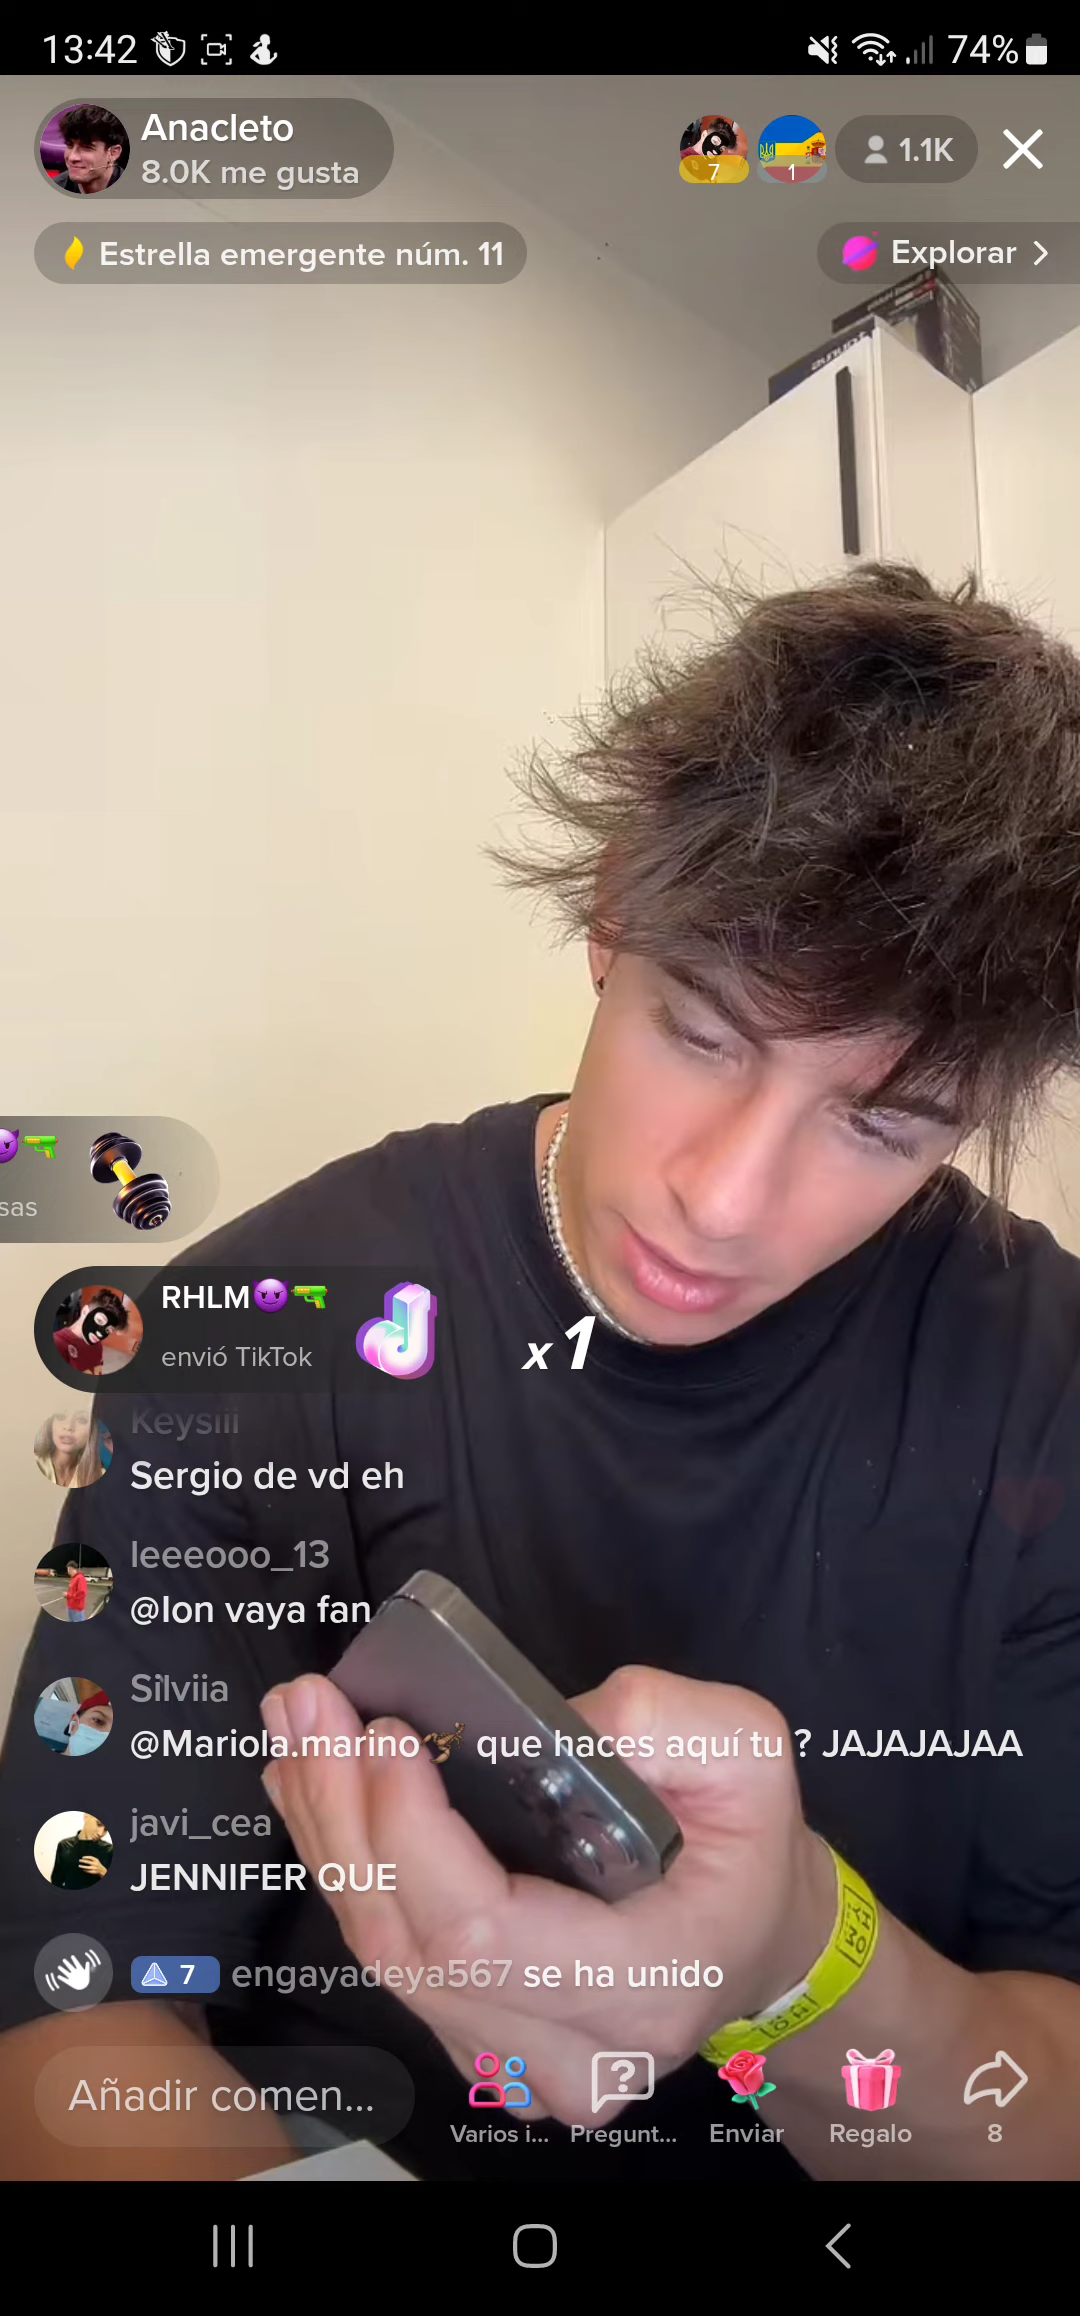 13:42
74%
Anacleto
8.0K me gusta
7
1
1.1K
Estrella emergente núm. 11
Explorar
sas
RHLM😈🔫
envió TikTok
x1
Keysiii
Sergio de vd eh
leeeooo_13
@Ion vaya fan
Silviia
@Mariola.marino🦂 que haces aquí tu ? JAJAJAJAA
javi_cea
JENNIFER QUE
7 engayadeya567 se ha unido
Añadir comen...
Varios i...
Pregunt...
Enviar
Regalo
8